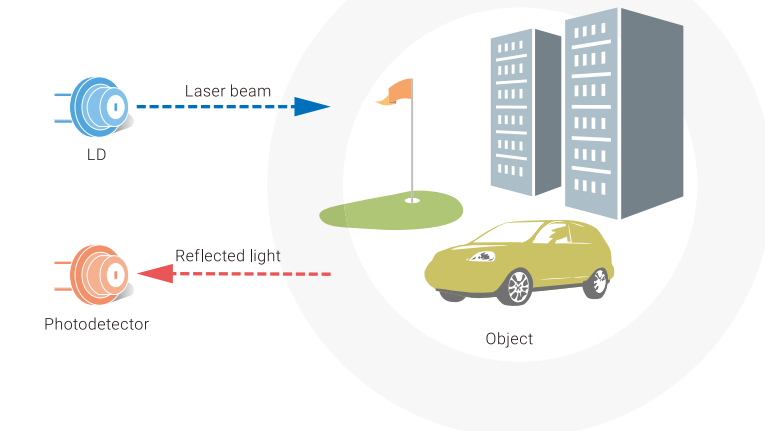 Laser beam
LD
Reflected light
Photodetector
Object